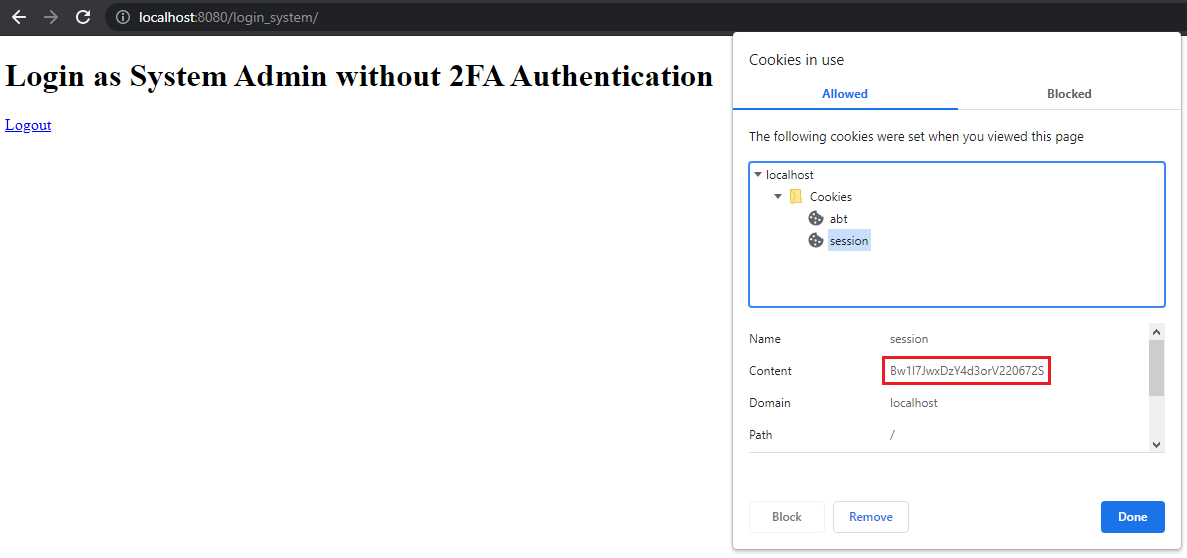 localhost:8080/login_system/
Login as System Admin without 2FA Authentication
Logout
Cookies in use
Allowed Blocked
The following cookies were set when you viewed this page
localhost
Cookies
abt
session
Name session
Content Bw1I7JwxDzY4d3orV220672S
Domain localhost
Path /
Block Remove Done